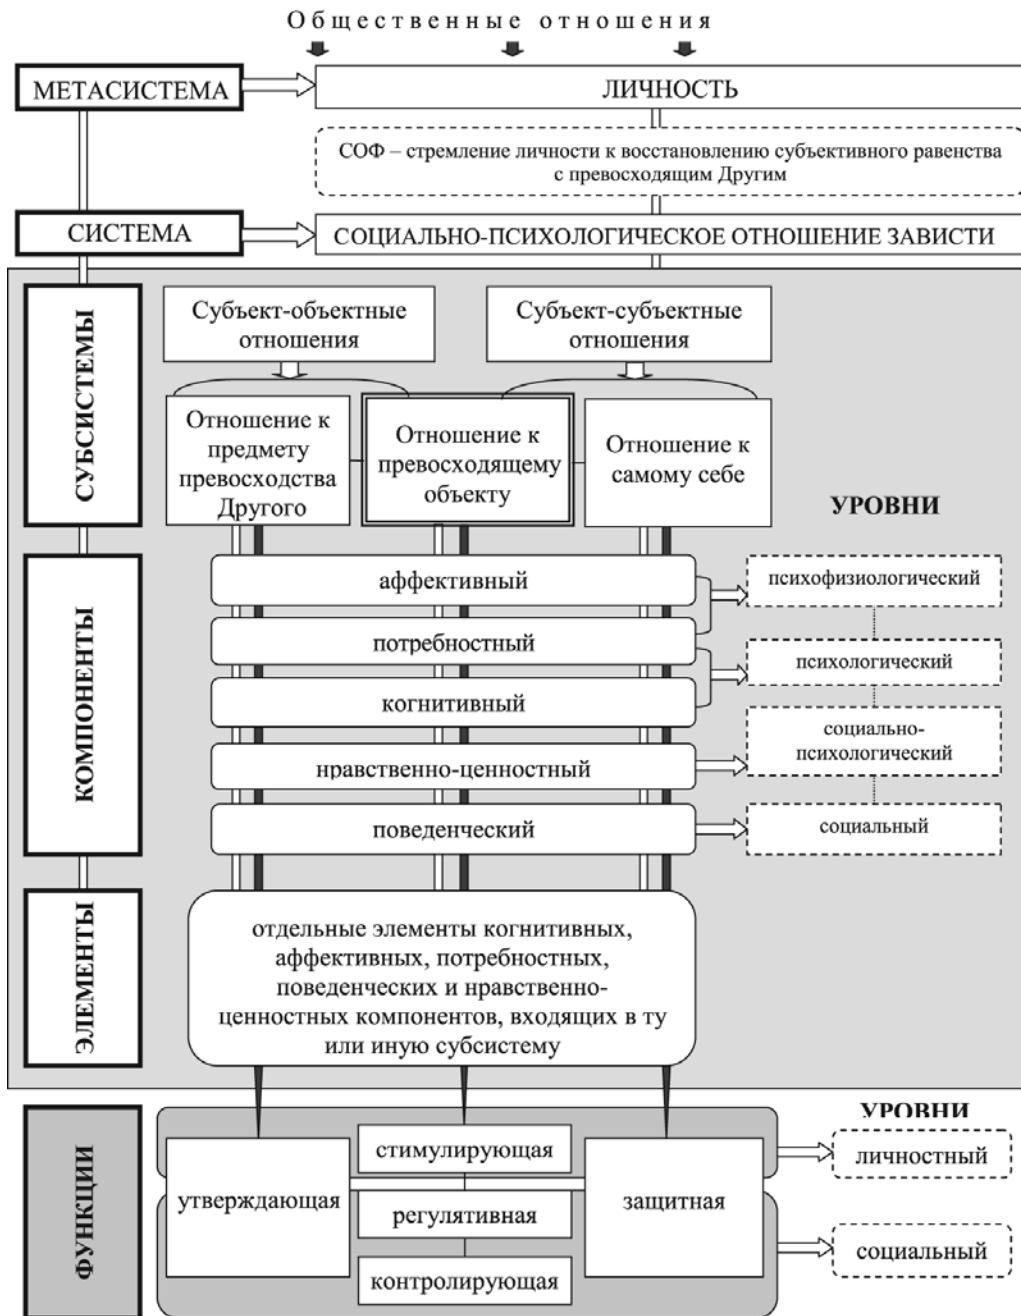 Общественные отношения
МЕТАСИСТЕМА
ЛИЧНОСТЬ
СОФ – стремление личности к восстановлению субъективного равенства
с превосходящим Другим
СИСТЕМА
СОЦИАЛЬНО-ПСИХОЛОГИЧЕСКОЕ ОТНОШЕНИЕ ЗАВИСТИ
СУБСИСТЕМЫ
Субъект-объектные
отношения
Субъект-субъектные
отношения
Отношение к
предмету
превосходства
Другого
Отношение к
превосходящему
объекту
Отношение к
самому себе
УРОВНИ
КОМПОНЕНТЫ
аффективный
потребностный
когнитивный
нравственно-ценностный
поведенческий
психофизиологический
психологический
социально-
психологический
социальный
ЭЛЕМЕНТЫ
отдельные элементы когнитивных,
аффективных, потребностных,
поведенческих и нравственно-
ценностных компонентов, входящих в ту
или иную субсистему
ФУНКЦИИ
утверждающая
стимулирующая
регулятивная
контролирующая
защитная
УРОВНИ
личностный
социальный